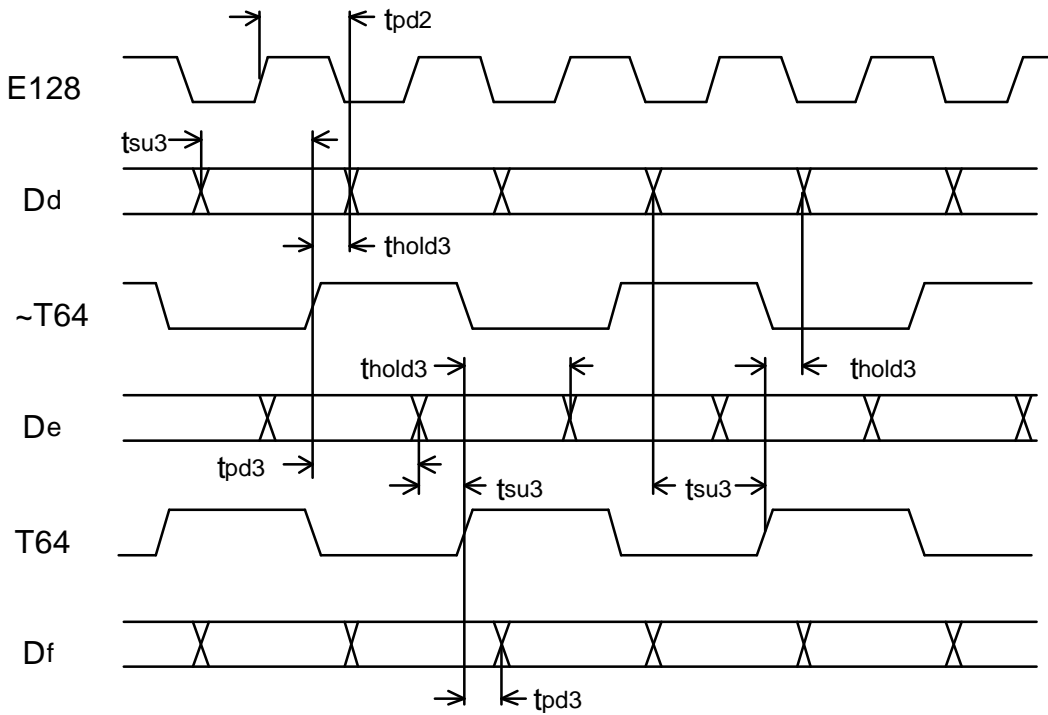 tpd2
E128
tsu3
Dd
thold3
~T64
thold3
thold3
De
tpd3
tsu3
tsu3
T64
Df
tpd3